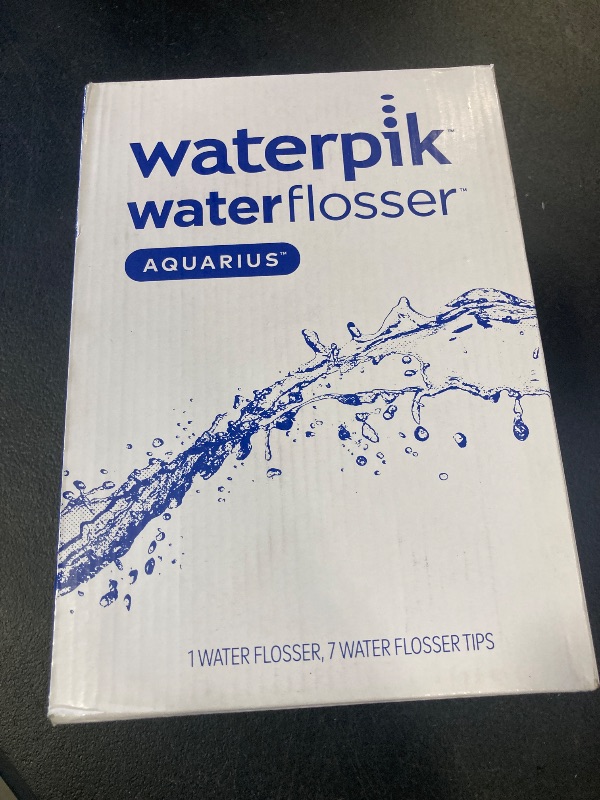 waterpik™
waterflosser™
AQUARIUS™
1 WATER FLOSSER, 7 WATER FLOSSER TIPS